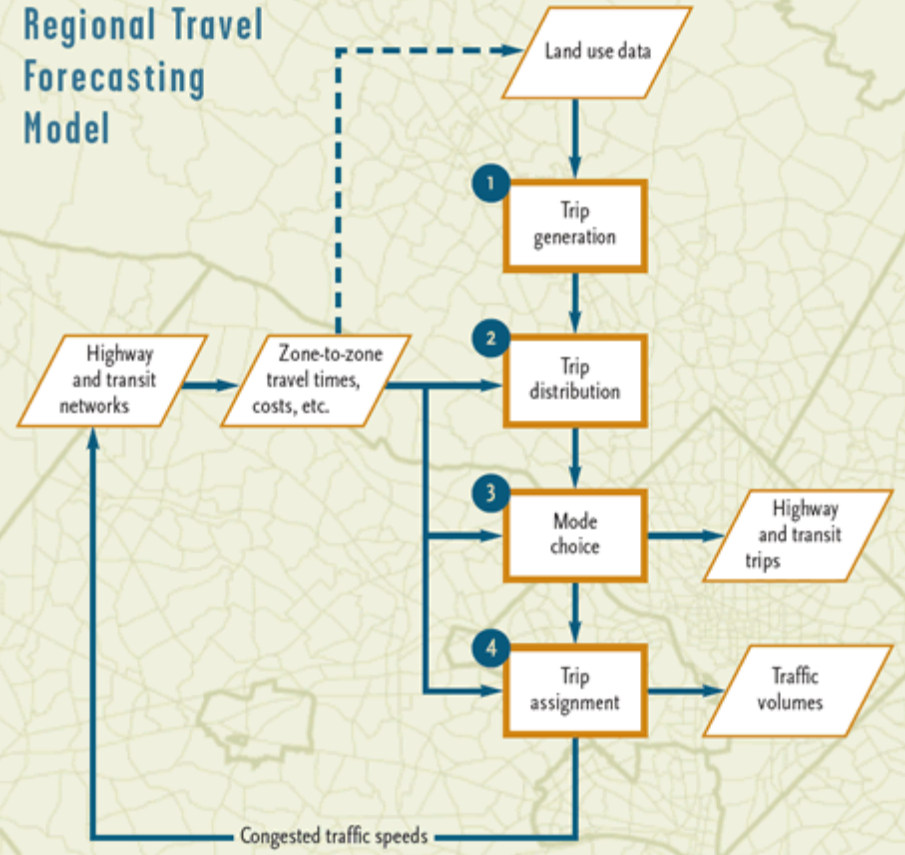 Regional Travel
Forecasting
Model
Land use data
1
Trip
generation
2
Trip
distribution
Highway
and transit
networks
Zone-to-zone
travel times,
costs, etc.
3
Mode
choice
Highway
and transit
trips
4
Trip
assignment
Traffic
volumes
Congested traffic speeds